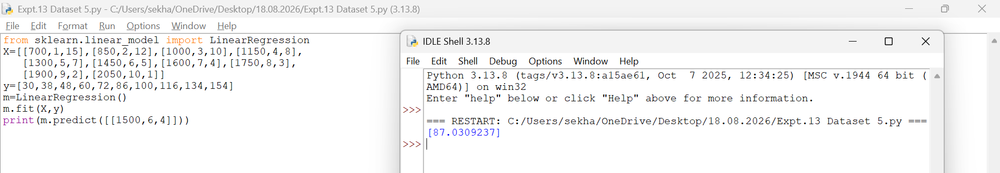 Expt.13 Dataset 5.py - C:/Users/sekha/OneDrive/Desktop/18.08.2026/Expt.13 Dataset 5.py (3.13.8)
File Edit Format Run Options Window Help
from sklearn.linear_model import LinearRegression
X=[[700,1,15],[850,2,12],[1000,3,10],[1150,4,8],
[1300,5,7],[1450,6,5],[1600,7,4],[1750,8,3],
[1900,9,2],[2050,10,1]]
y=[30,38,48,60,72,86,100,116,134,154]
m=LinearRegression()
m.fit(X,y)
print(m.predict([[1500,6,4]]))
IDLE Shell 3.13.8
File Edit Shell Debug Options Window Help
Python 3.13.8 (tags/v3.13.8:a15ae61, Oct  7 2025, 12:34:25) [MSC v.1944 64 bit (
AMD64)] on win32
Enter "help" below or click "Help" above for more information.
>>>
=== RESTART: C:/Users/sekha/OneDrive/Desktop/18.08.2026/Expt.13 Dataset 5.py ===
[87.0309237]
>>>